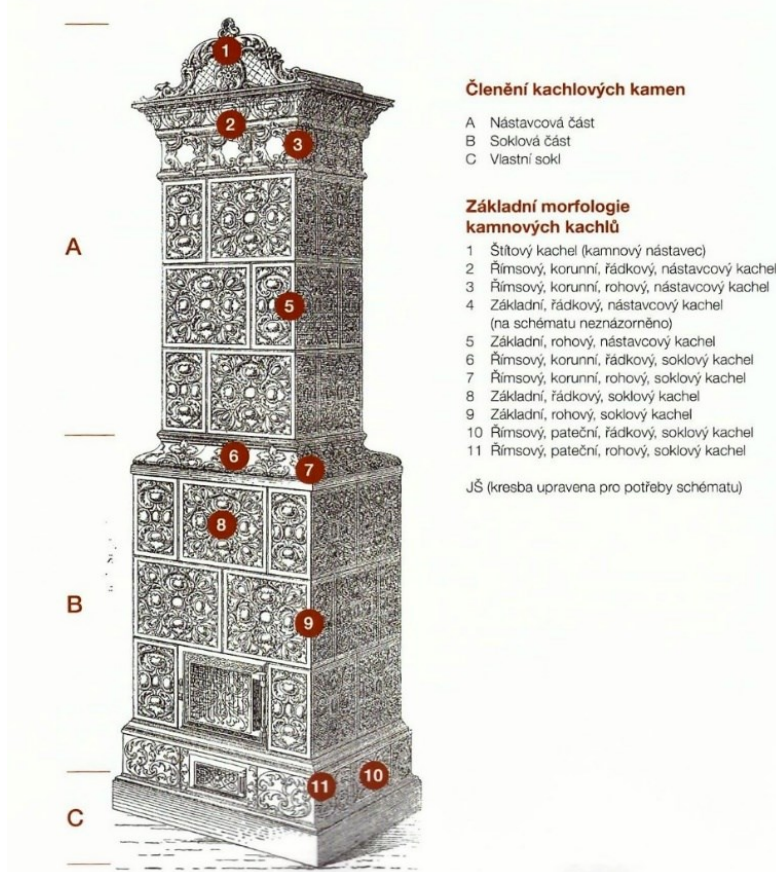 Členění kachlových kamen
A Nástavcová část
B Soklová část
C Vlastní sokl
Základní morfologie
kamnových kachlů
1 Štítový kachel (kamnový nástavec)
2 Římsový, korunní, řádkový, nástavcový kachel
3 Římsový, korunní, rohový, nástavcový kachel
4 Základní, řádkový, nástavcový kachel
(na schématu neznázorněno)
5 Základní, rohový, nástavcový kachel
6 Římsový, korunní, řádkový, soklový kachel
7 Římsový, korunní, rohový, soklový kachel
8 Základní, řádkový, soklový kachel
9 Základní, rohový, soklový kachel
10 Římsový, pateční, řádkový, soklový kachel
11 Římsový, pateční, rohový, soklový kachel
JŠ (kresba upravena pro potřeby schématu)
1
2
3
A
5
6
7
8
B
9
10
11
C